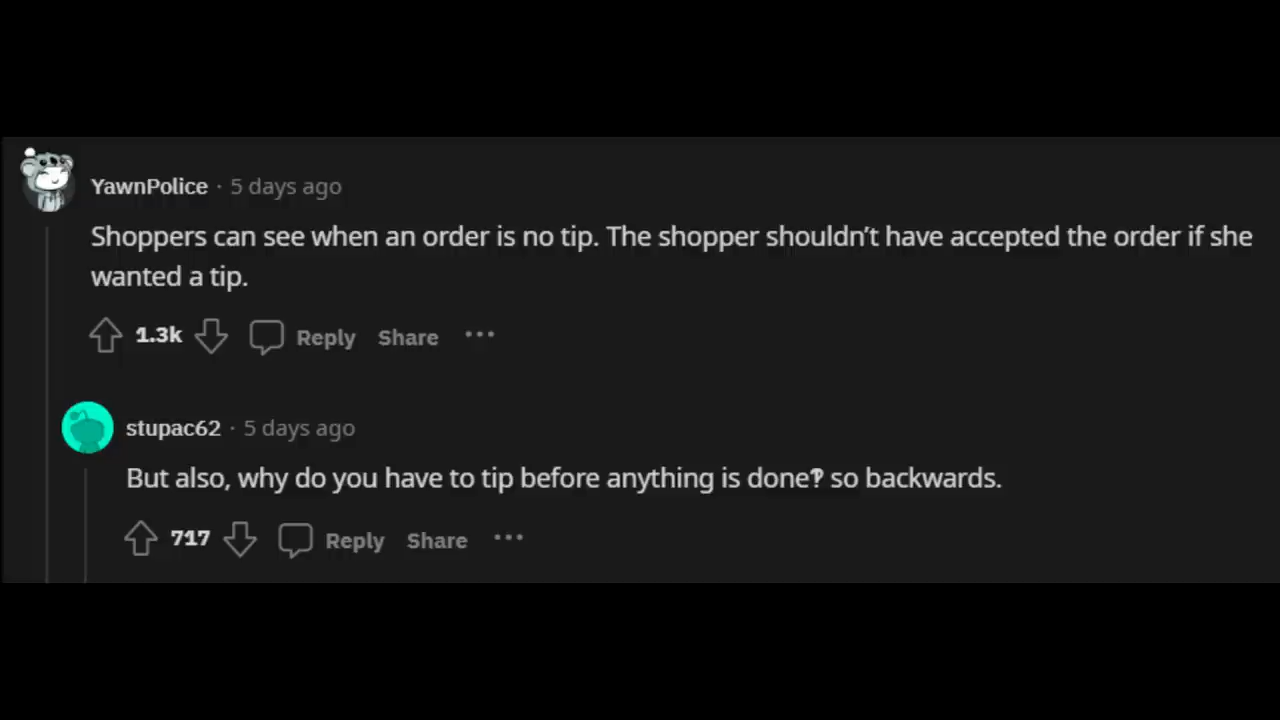 YawnPolice · 5 days ago
Shoppers can see when an order is no tip. The shopper shouldn’t have accepted the order if she
wanted a tip.
1.3k Reply Share ···
stupac62 · 5 days ago
But also, why do you have to tip before anything is done‽ so backwards.
717 Reply Share ···